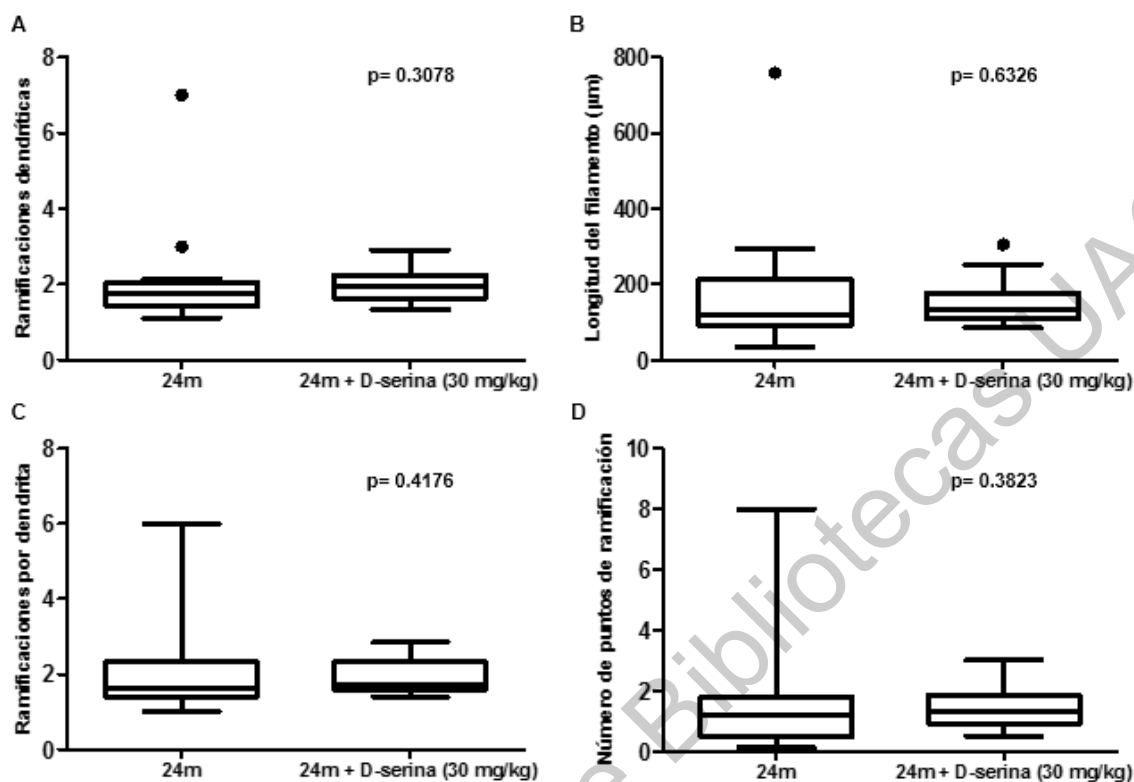 A
Ramificaciones dendríticas
8
6
4
2
0
p= 0.3078
24m
24m + D-serina (30 mg/kg)
B
Longitud del filamento (µm)
800
600
400
200
0
p= 0.6326
24m
24m + D-serina (30 mg/kg)
C
Ramificaciones por dendrita
8
6
4
2
0
p= 0.4176
24m
24m + D-serina (30 mg/kg)
D
Número de puntos de ramificación
10
8
6
4
2
0
p= 0.3823
24m
24m + D-serina (30 mg/kg)
Bibliotecas